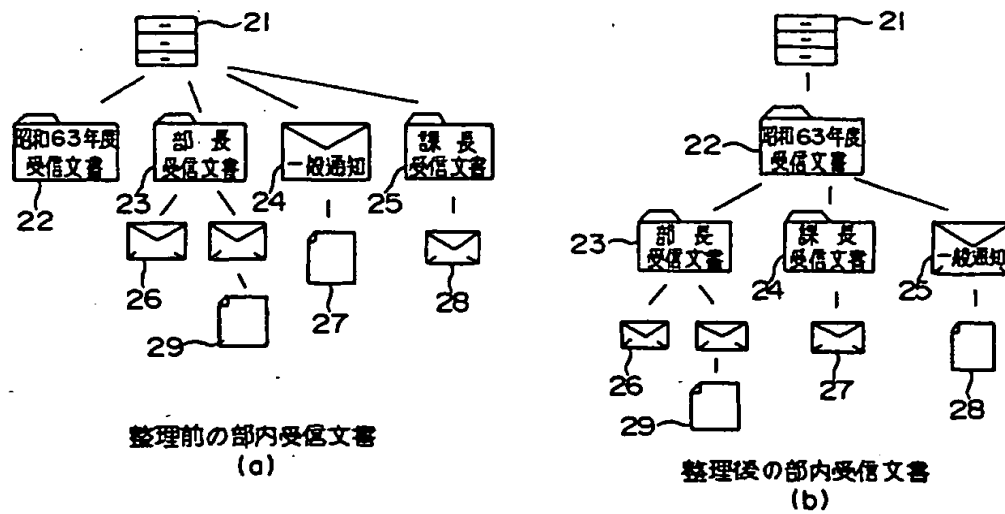 21
昭和63年度
受信文書
部 長
受信文書
一般通知
課 長
受信文書
22
23
24
25
26
27
28
29
整理前の部内受信文書
(a)
21
昭和63年度
受信文書
22
部 長
受信文書
課 長
受信文書
一般通知
23
24
25
26
27
28
29
整理後の部内受信文書
(b)